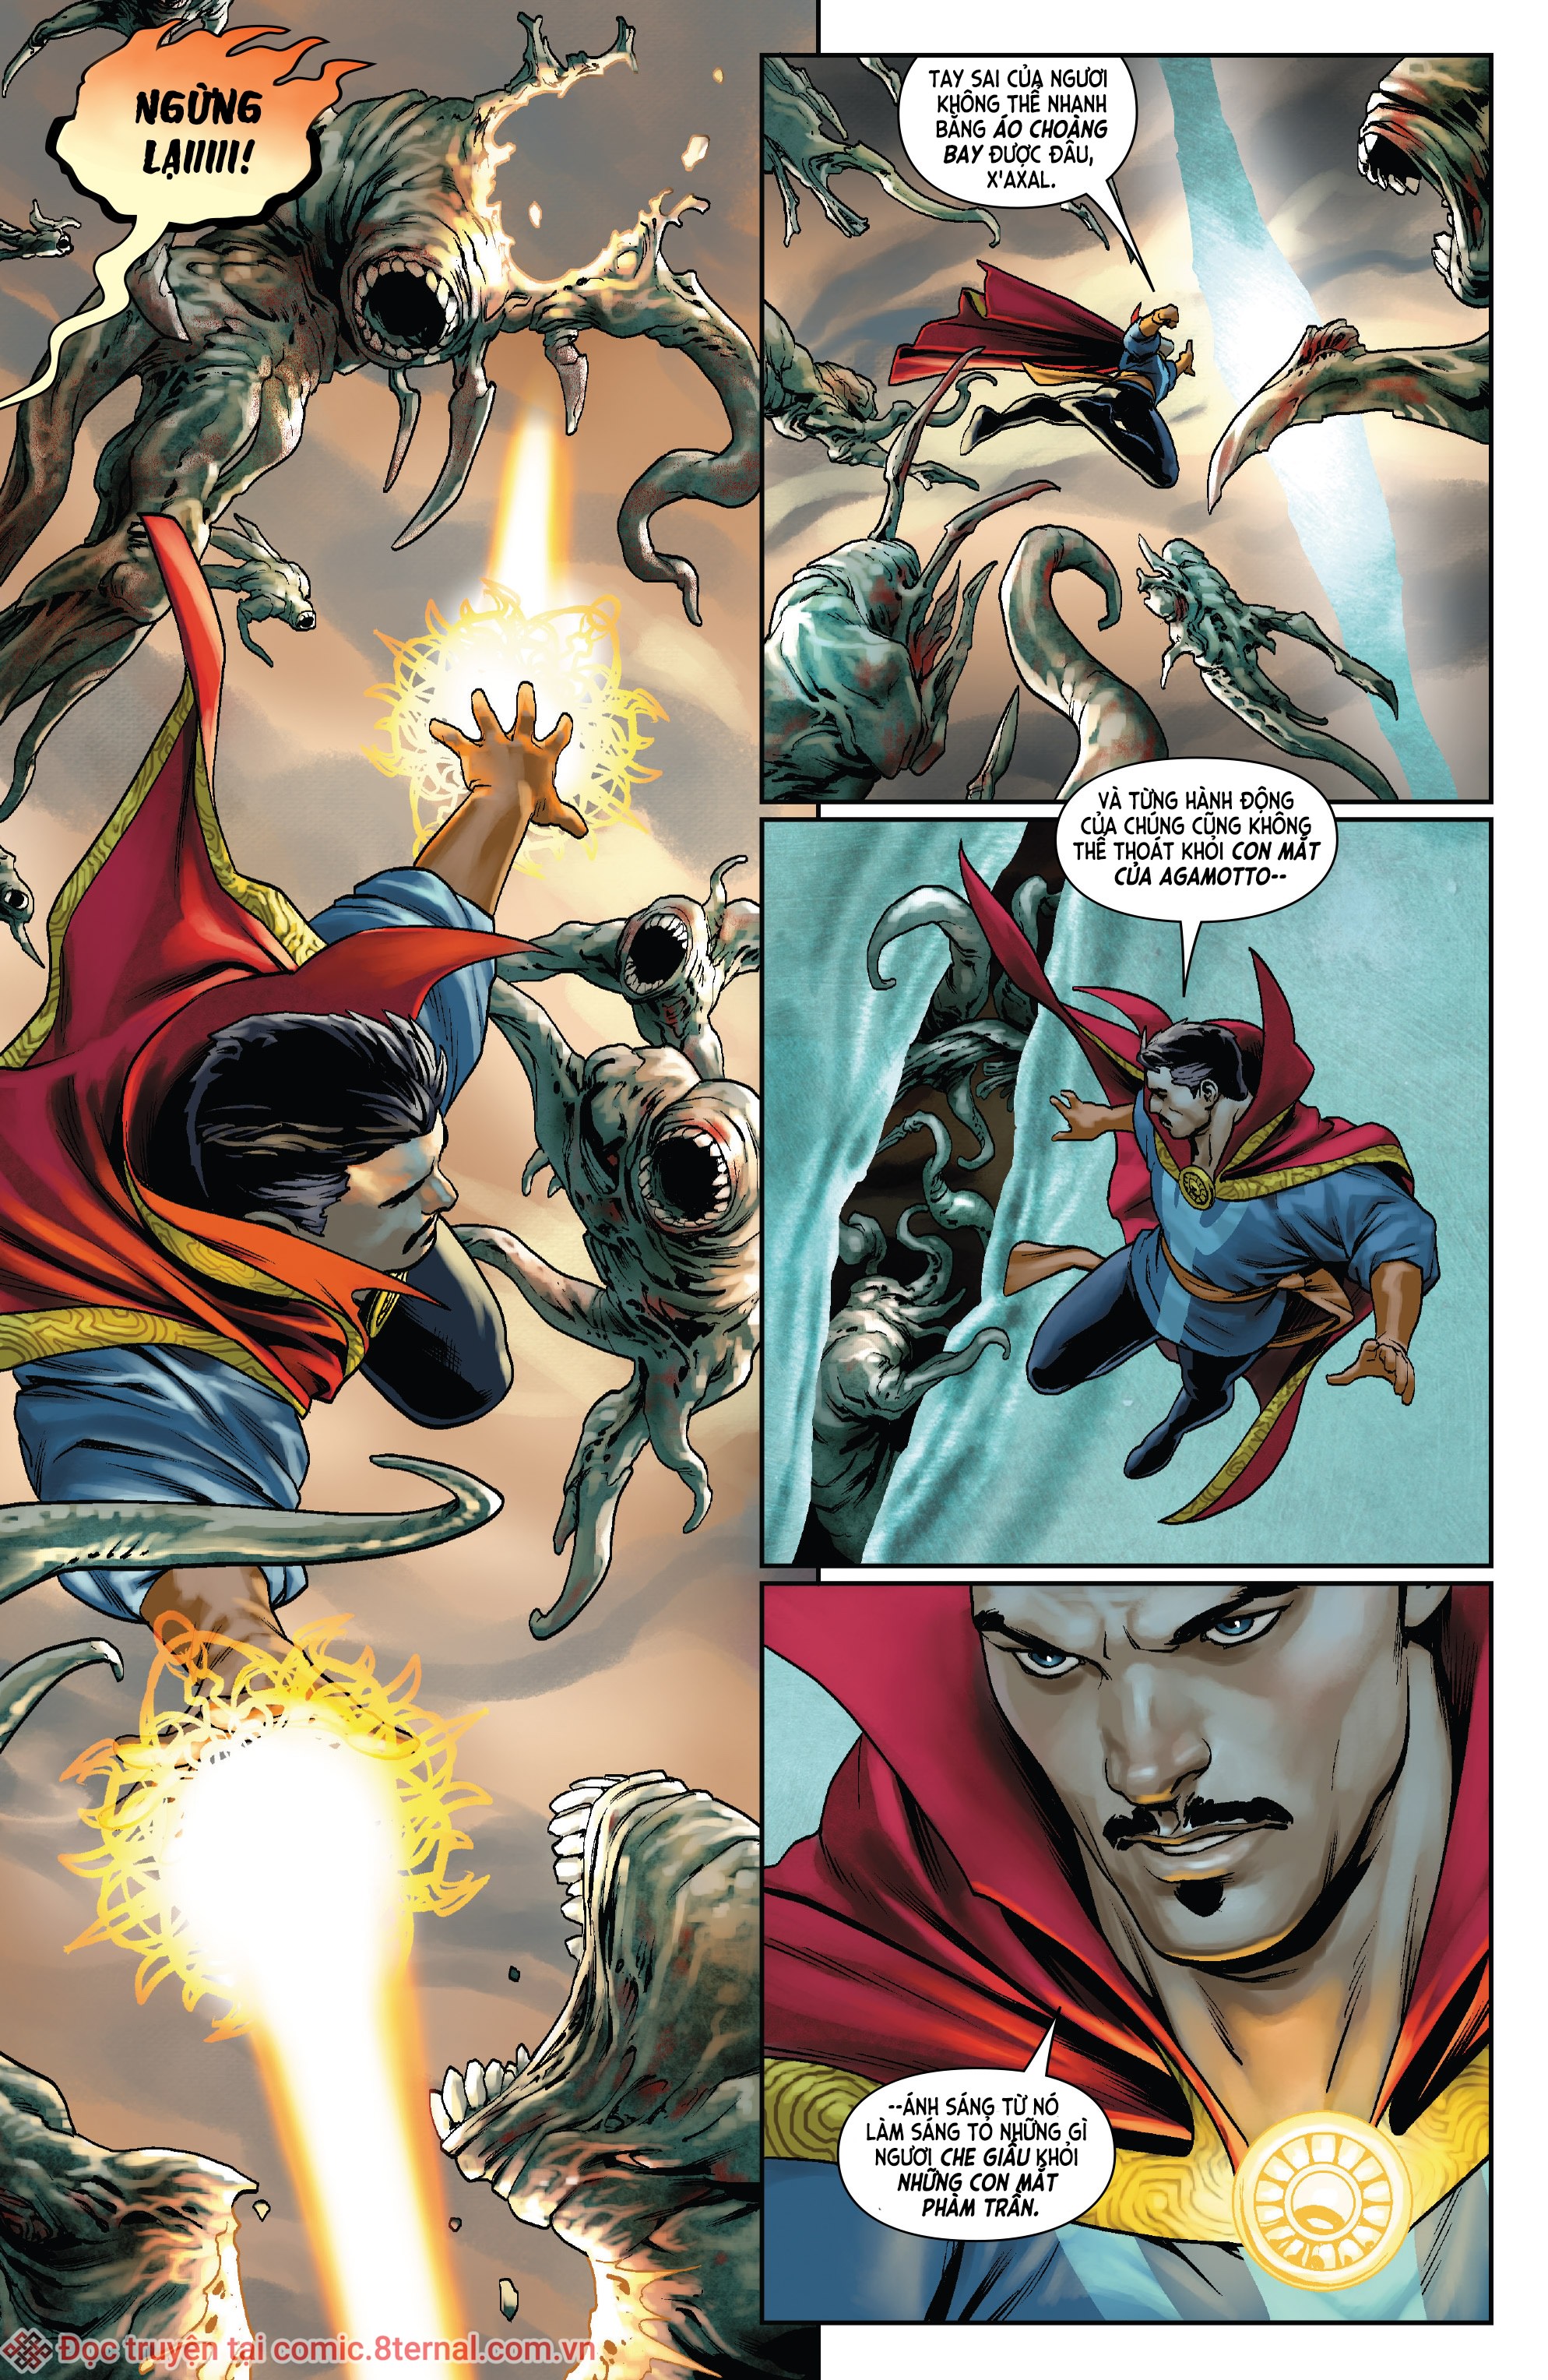 NGỪNG
LẠIIIII!
TAY SAI CỦA NGƯƠI
KHÔNG THỂ NHANH
BẰNG ÁO CHOÀNG
BAY ĐƯỢC ĐÂU,
X'AXAL.
VÀ TỪNG HÀNH ĐỘNG
CỦA CHÚNG CŨNG KHÔNG
THỂ THOÁT KHỎI CON MẮT
CỦA AGAMOTTO--
--ÁNH SÁNG TỪ NÓ
LÀM SÁNG TỎ NHỮNG GÌ
NGƯƠI CHE GIẤU KHỎI
NHỮNG CON MẮT
PHÀM TRẦN.
Đọc truyện tại comic.8ternal.com.vn